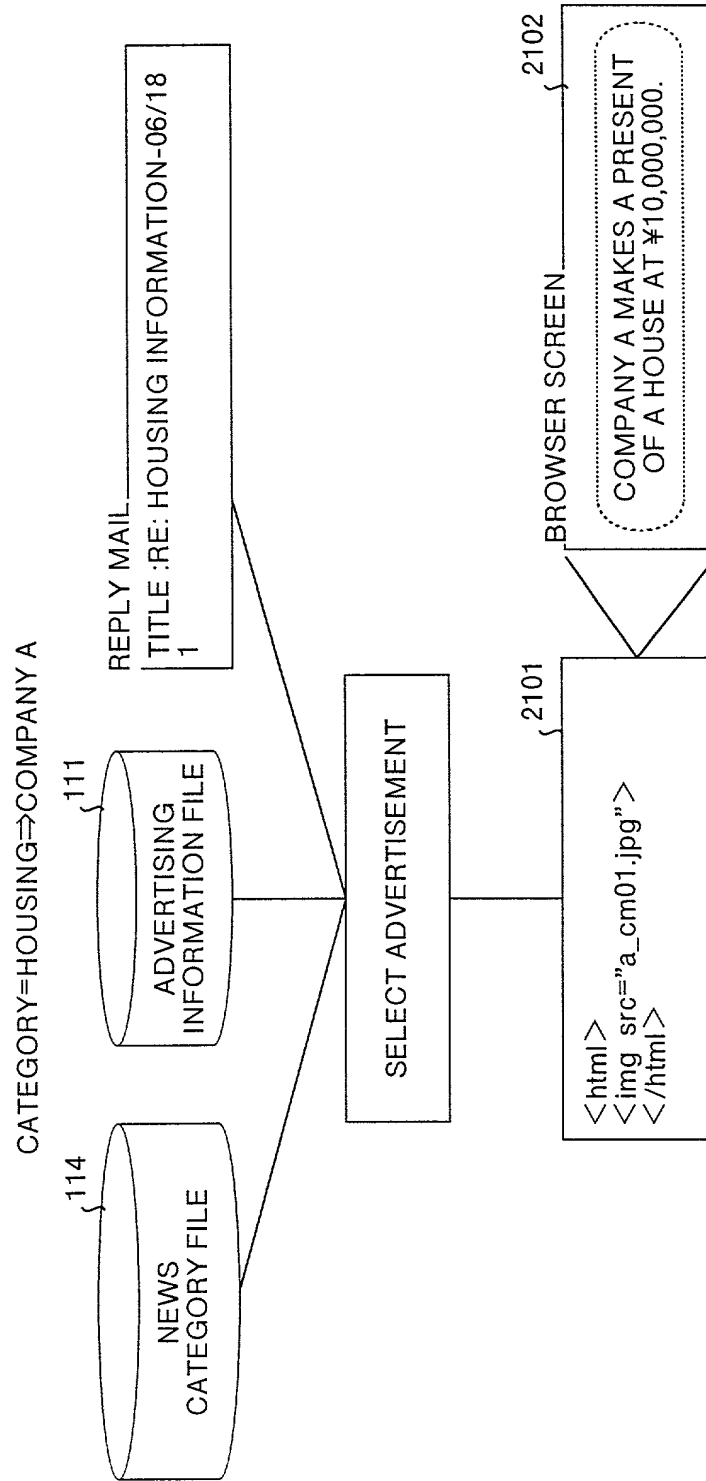 CATEGORY=HOUSING⇒COMPANY A
114
NEWS
CATEGORY FILE
111
ADVERTISING
INFORMATION FILE
REPLY MAIL
TITLE :RE: HOUSING INFORMATION-06/18
1
SELECT ADVERTISEMENT
2101
<html>
<img src="a_cm01.jpg">
</html>
BROWSER SCREEN
2102
COMPANY A MAKES A PRESENT
OF A HOUSE AT ¥10,000,000.